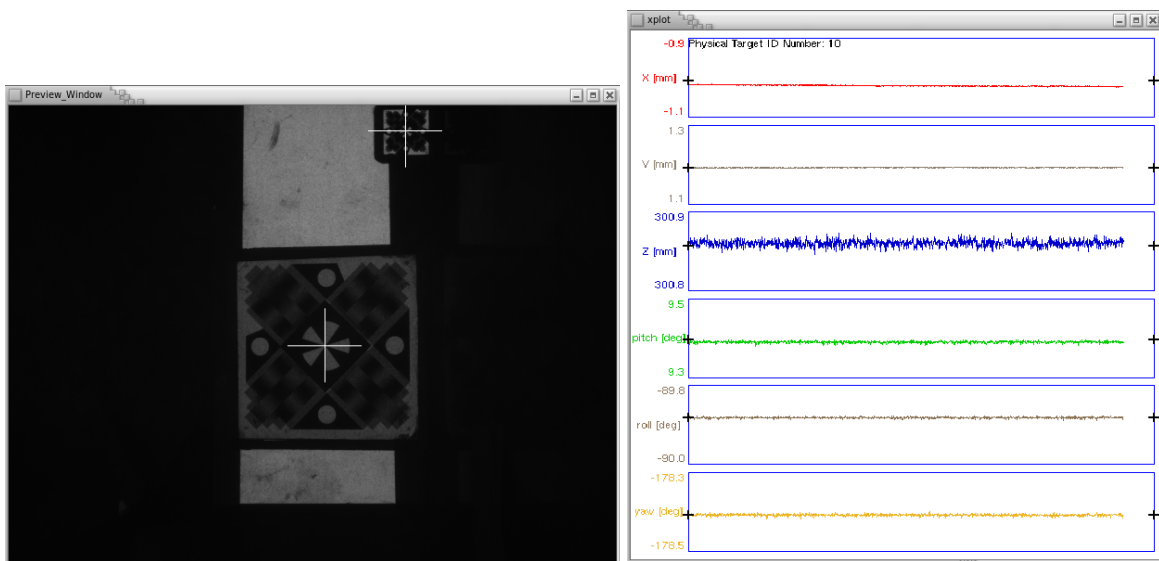 Preview_Window
xplot
-0.9
Physical Target ID Number: 10
X [mm]
-1.1
1.3
Y [mm]
1.1
300.9
Z [mm]
300.8
9.5
pitch [deg]
9.3
-89.8
roll [deg]
-90.0
-178.3
yaw [deg]
-178.5